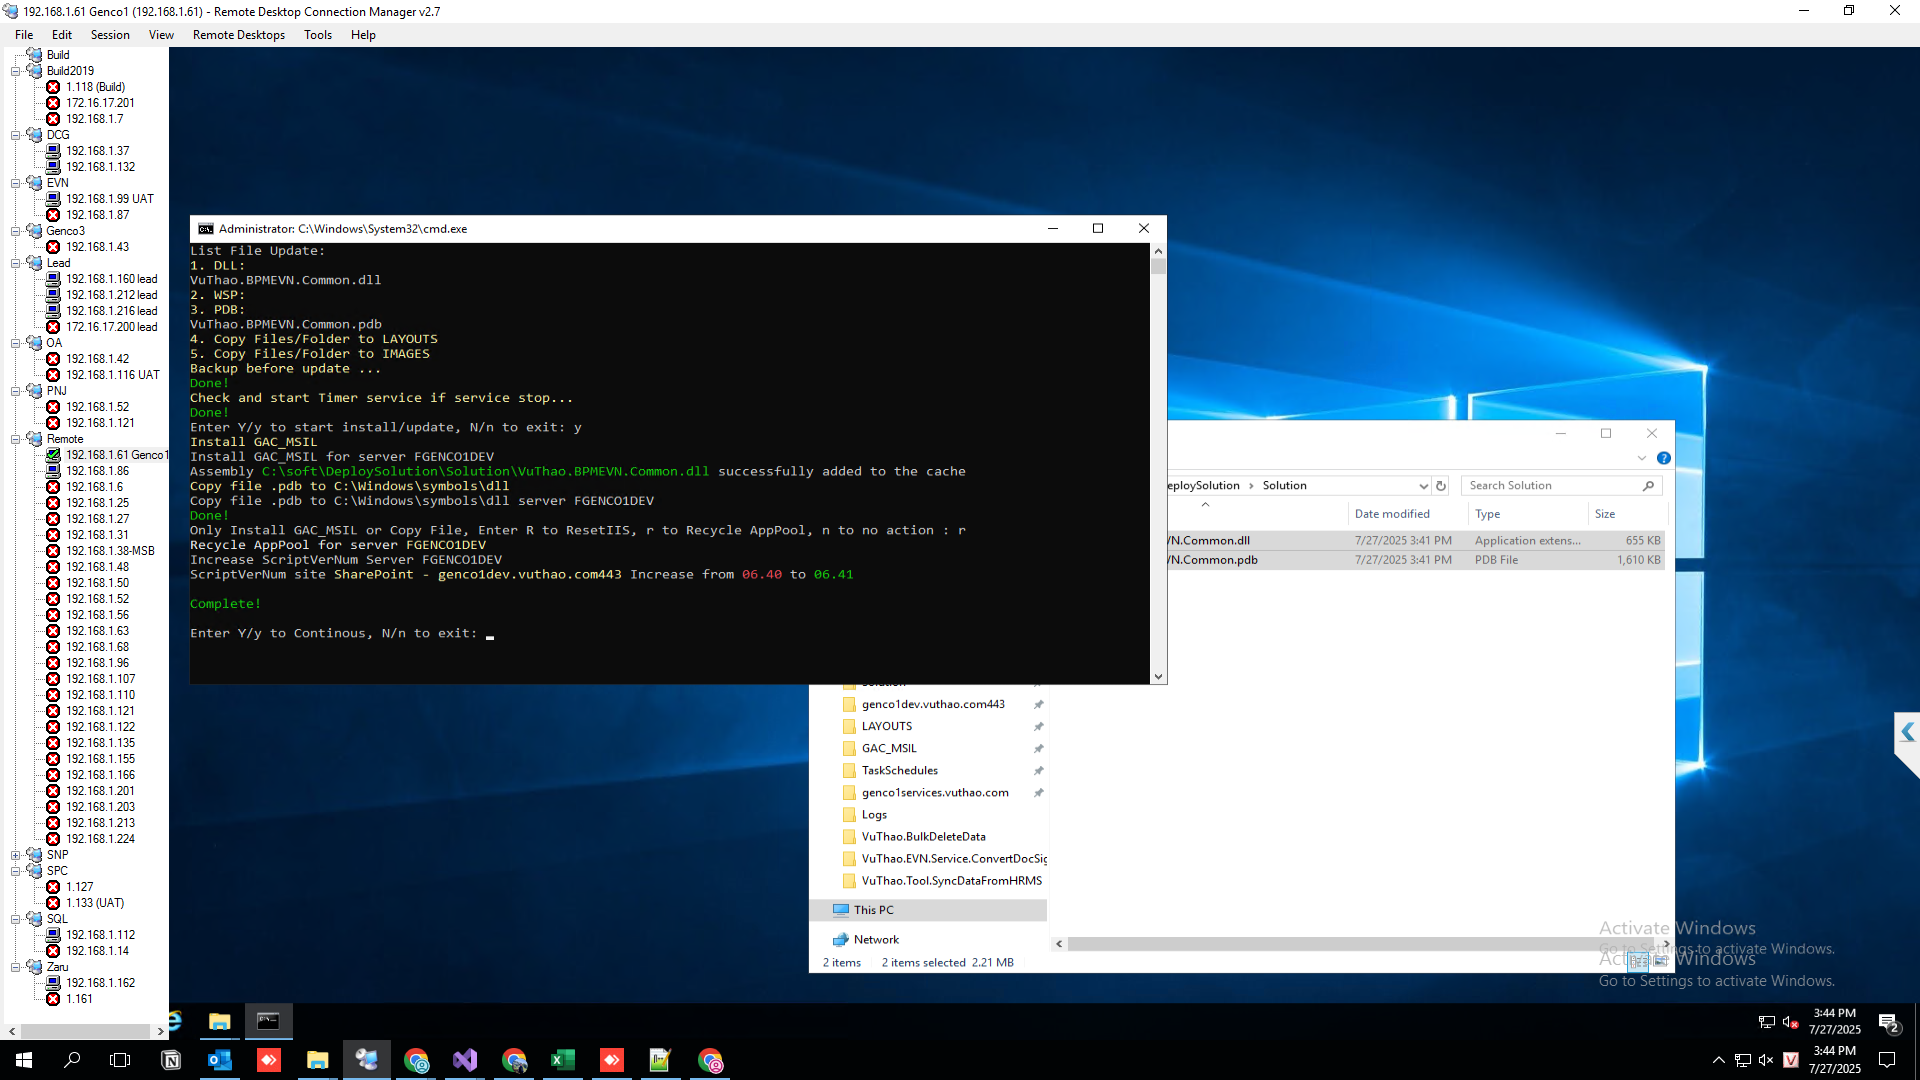 192.168.1.61 Genco1 (192.168.1.61) - Remote Desktop Connection Manager v2.7
File Edit Session View Remote Desktops Tools Help
Build
Build2019
1.118 (Build)
172.16.17.201
192.168.1.7
DCG
192.168.1.37
192.168.1.132
EVN
192.168.1.99 UAT
192.168.1.87
Genco3
192.168.1.43
Lead
192.168.1.160 lead
192.168.1.212 lead
192.168.1.216 lead
172.16.17.200 lead
OA
192.168.1.42
192.168.1.116 UAT
PNJ
192.168.1.52
192.168.1.121
Remote
192.168.1.61 Genco1
192.168.1.86
192.168.1.6
192.168.1.25
192.168.1.27
192.168.1.31
192.168.1.38-MSB
192.168.1.48
192.168.1.50
192.168.1.52
192.168.1.56
192.168.1.63
192.168.1.68
192.168.1.96
192.168.1.107
192.168.1.110
192.168.1.121
192.168.1.122
192.168.1.135
192.168.1.155
192.168.1.166
192.168.1.201
192.168.1.203
192.168.1.213
192.168.1.224
SNP
SPC
1.127
1.133 (UAT)
SQL
192.168.1.112
192.168.1.14
Zaru
192.168.1.162
1.161
Administrator: C:\Windows\System32\cmd.exe
List File Update:
1. DLL:
VuThao.BPMEVN.Common.dll
2. WSP:
3. PDB:
VuThao.BPMEVN.Common.pdb
4. Copy Files/Folder to LAYOUTS
5. Copy Files/Folder to IMAGES
Backup before update ...
Done!
Check and start Timer service if service stop...
Done!
Enter Y/y to start install/update, N/n to exit: y
Install GAC_MSIL
Install GAC_MSIL for server FGENCO1DEV
Assembly C:\soft\DeploySolution\Solution\VuThao.BPMEVN.Common.dll successfully added to the cache
Copy file .pdb to C:\Windows\symbols\dll
Copy file .pdb to C:\Windows\symbols\dll server FGENCO1DEV
Done!
Only Install GAC_MSIL or Copy File, Enter R to ResetIIS, r to Recycle AppPool, n to no action : r
Recycle AppPool for server FGENCO1DEV
Increase ScriptVerNum Server FGENCO1DEV
ScriptVerNum site SharePoint - genco1dev.vuthao.com443 Increase from 06.40 to 06.41
Complete!
Enter Y/y to Continous, N/n to exit:
eploySolution > Solution
Search Solution
Date modified Type Size
/N.Common.dll 7/27/2025 3:41 PM Application extens... 655 KB
/N.Common.pdb 7/27/2025 3:41 PM PDB File 1,610 KB
genco1dev.vuthao.com443
LAYOUTS
GAC_MSIL
TaskSchedules
genco1services.vuthao.com
Logs
VuThao.BulkDeleteData
VuThao.EVN.Service.ConvertDocSig
VuThao.Tool.SyncDataFromHRMS
This PC
Network
2 items 2 items selected 2.21 MB
Activate Windows
Go to Settings to activate Windows.
Activate Windows
Go to Settings to activate Windows.
3:44 PM
7/27/2025
2
3:44 PM
7/27/2025